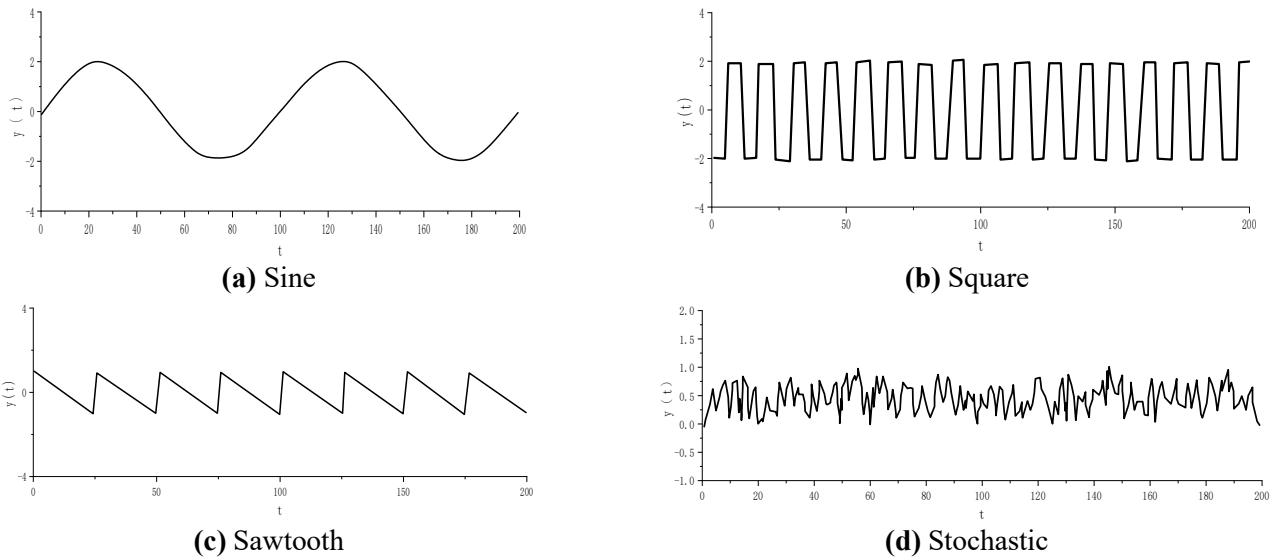 4
2
0
-2
-4
y ( t )
0 20 40 60 80 100 120 140 160 180 200
t
(a) Sine
4
2
0
-2
-4
y(t)
0 50 100 150 200
t
(b) Square
4
0
-4
y(t)
0 50 100 150 200
t
(c) Sawtooth
2.0
1.5
1.0
0.5
0.0
-0.5
-1.0
y ( t )
0 20 40 60 80 100 120 140 160 180 200
t
(d) Stochastic